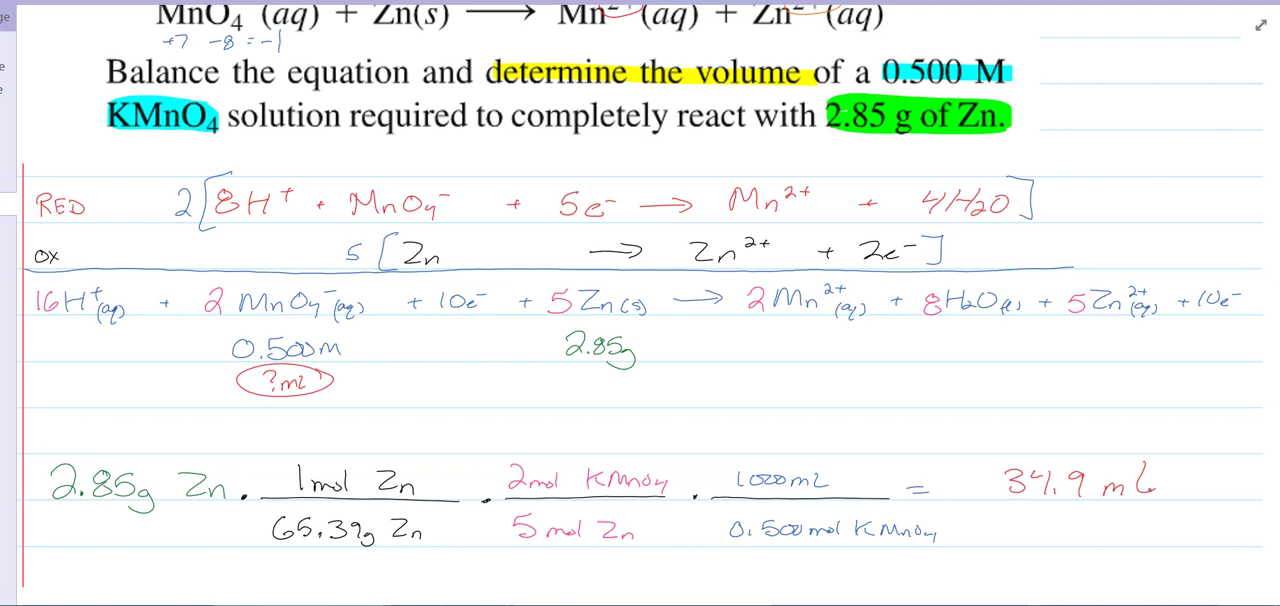 MnO₄⁻ (aq) + Zn(s) ⟶ Mn²⁺ (aq) + Zn²⁺ (aq)
+7 -8 = -1
Balance the equation and determine the volume of a 0.500 M
KMnO₄ solution required to completely react with 2.85 g of Zn.
RED 2[8H⁺ + MnO₄⁻ + 5e⁻ → Mn²⁺ + 4H₂O]
OX 5[Zn → Zn²⁺ + 2e⁻]
16H⁺(aq) + 2MnO₄⁻(aq) + 10e⁻ + 5Zn(s) → 2Mn²⁺(aq) + 8H₂O(l) + 5Zn²⁺(aq) + 10e⁻
0.500M 2.85g
?mL
2.85g Zn · 1mol Zn / 65.39g Zn · 2mol KMnO₄ / 5mol Zn · 1000mL / 0.500mol KMnO₄ = 34.9 mL